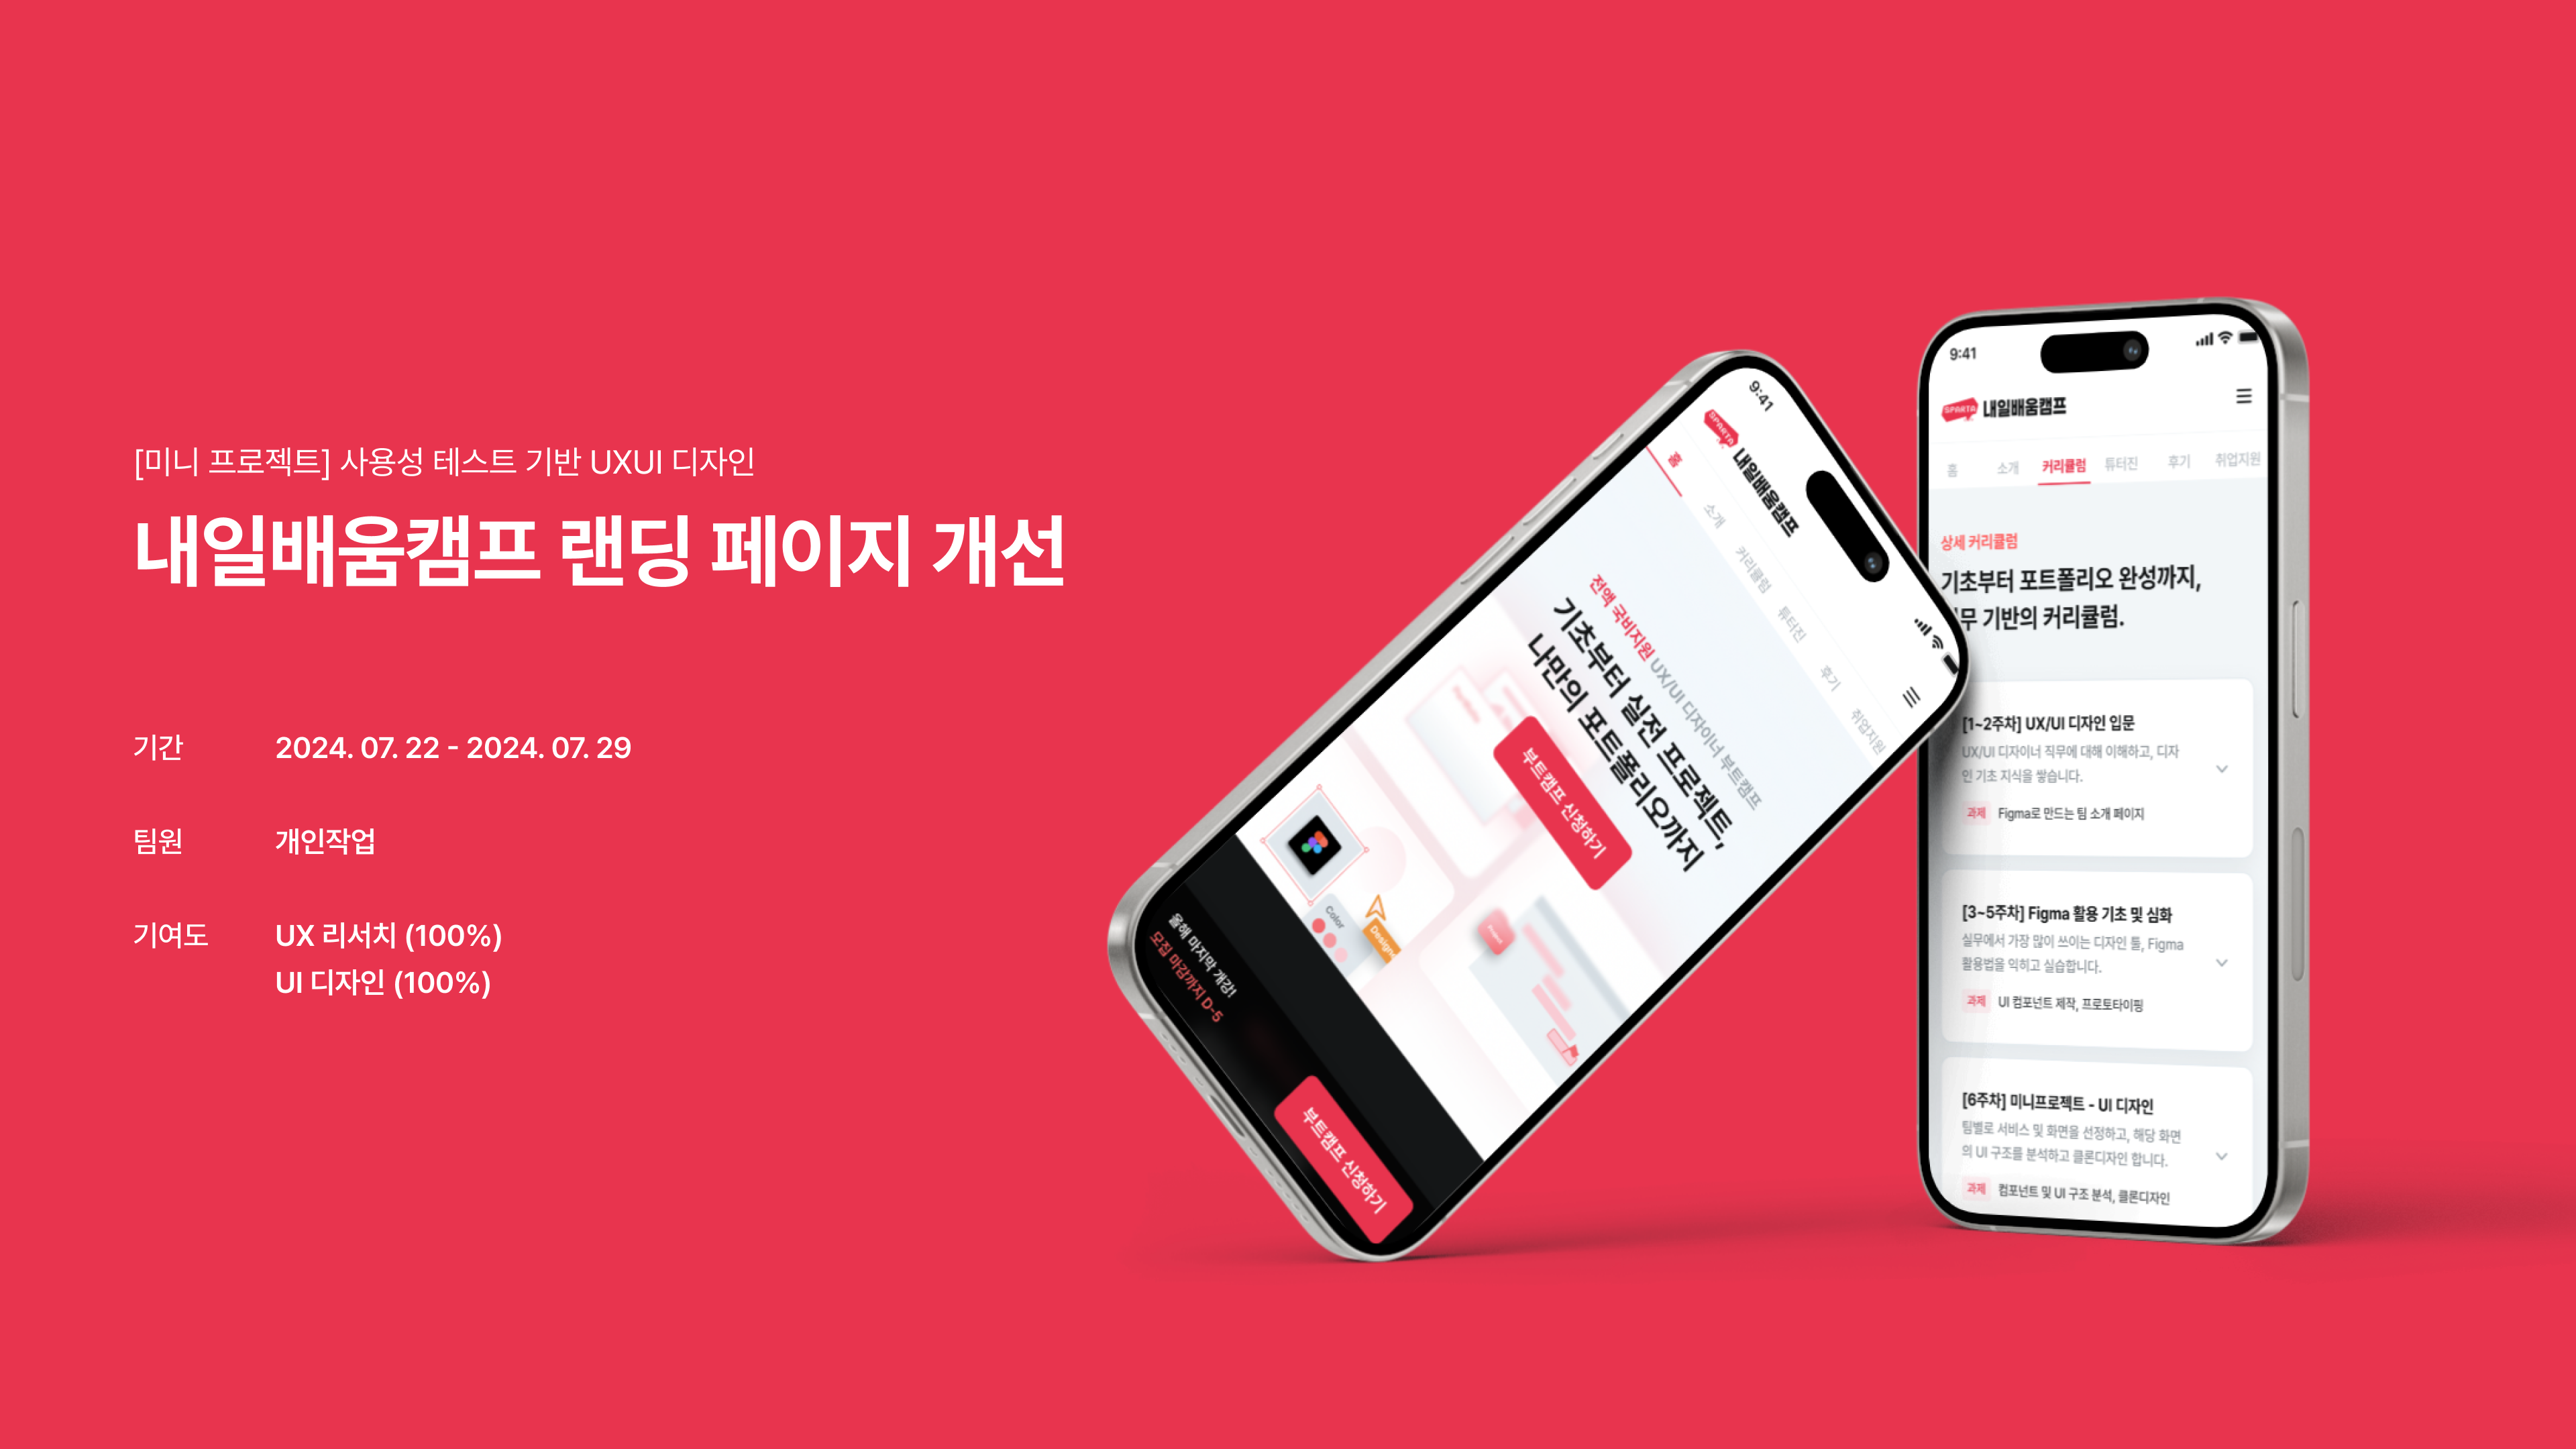 [미니 프로젝트] 사용성 테스트 기반 UXUI 디자인
내일배움캠프 랜딩 페이지 개선
기간 2024. 07. 22 - 2024. 07. 29
팀원 개인작업
기여도 UX 리서치 (100%)
UI 디자인 (100%)
9:41
SPARTA 내일배움캠프
홈 소개 커리큘럼 튜터진 후기 취업지원
전액 국비지원 UX/UI 디자이너 부트캠프
기초부터 실전 프로젝트,
나만의 포트폴리오까지
부트캠프 신청하기
Color
올해 마지막 개강!
모집 마감까지 D-5
부트캠프 신청하기
9:41
SPARTA 내일배움캠프
홈 소개 커리큘럼 튜터진 후기 취업지원
상세 커리큘럼
기초부터 포트폴리오 완성까지,
무 기반의 커리큘럼.
[1~2주차] UX/UI 디자인 입문
UX/UI 디자이너 직무에 대해 이해하고, 디자
인 기초 지식을 쌓습니다.
과제 Figma로 만드는 팀 소개 페이지
[3~5주차] Figma 활용 기초 및 심화
실무에서 가장 많이 쓰이는 디자인 툴, Figma
활용법을 익히고 실습합니다.
과제 UI 컴포넌트 제작, 프로토타이핑
[6주차] 미니프로젝트 - UI 디자인
팀별로 서비스 및 화면을 선정하고, 해당 화면
의 UI 구조를 분석하고 클론디자인 합니다.
과제 컴포넌트 및 UI 구조 분석, 클론디자인